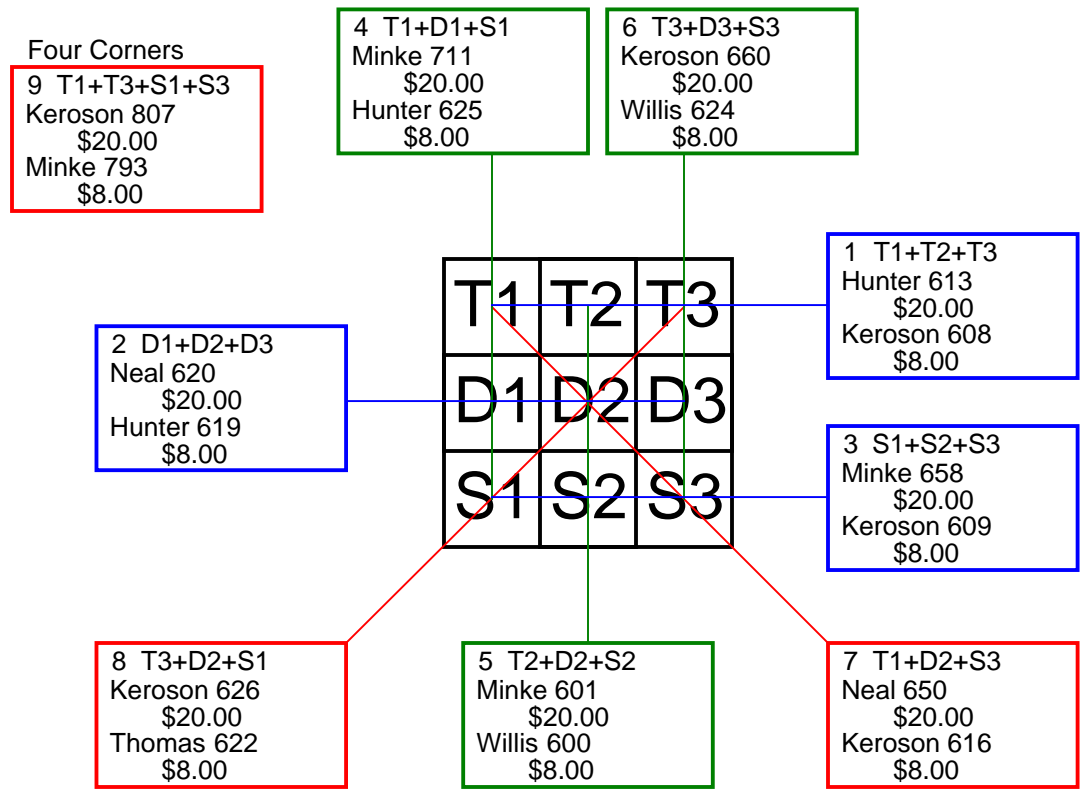 Four Corners
9 T1+T3+S1+S3
Keroson 807
$20.00
Minke 793
$8.00
4 T1+D1+S1
Minke 711
$20.00
Hunter 625
$8.00
6 T3+D3+S3
Keroson 660
$20.00
Willis 624
$8.00
1 T1+T2+T3
Hunter 613
$20.00
Keroson 608
$8.00
T1 T2 T3
D1 D2 D3
S1 S2 S3
2 D1+D2+D3
Neal 620
$20.00
Hunter 619
$8.00
3 S1+S2+S3
Minke 658
$20.00
Keroson 609
$8.00
8 T3+D2+S1
Keroson 626
$20.00
Thomas 622
$8.00
5 T2+D2+S2
Minke 601
$20.00
Willis 600
$8.00
7 T1+D2+S3
Neal 650
$20.00
Keroson 616
$8.00